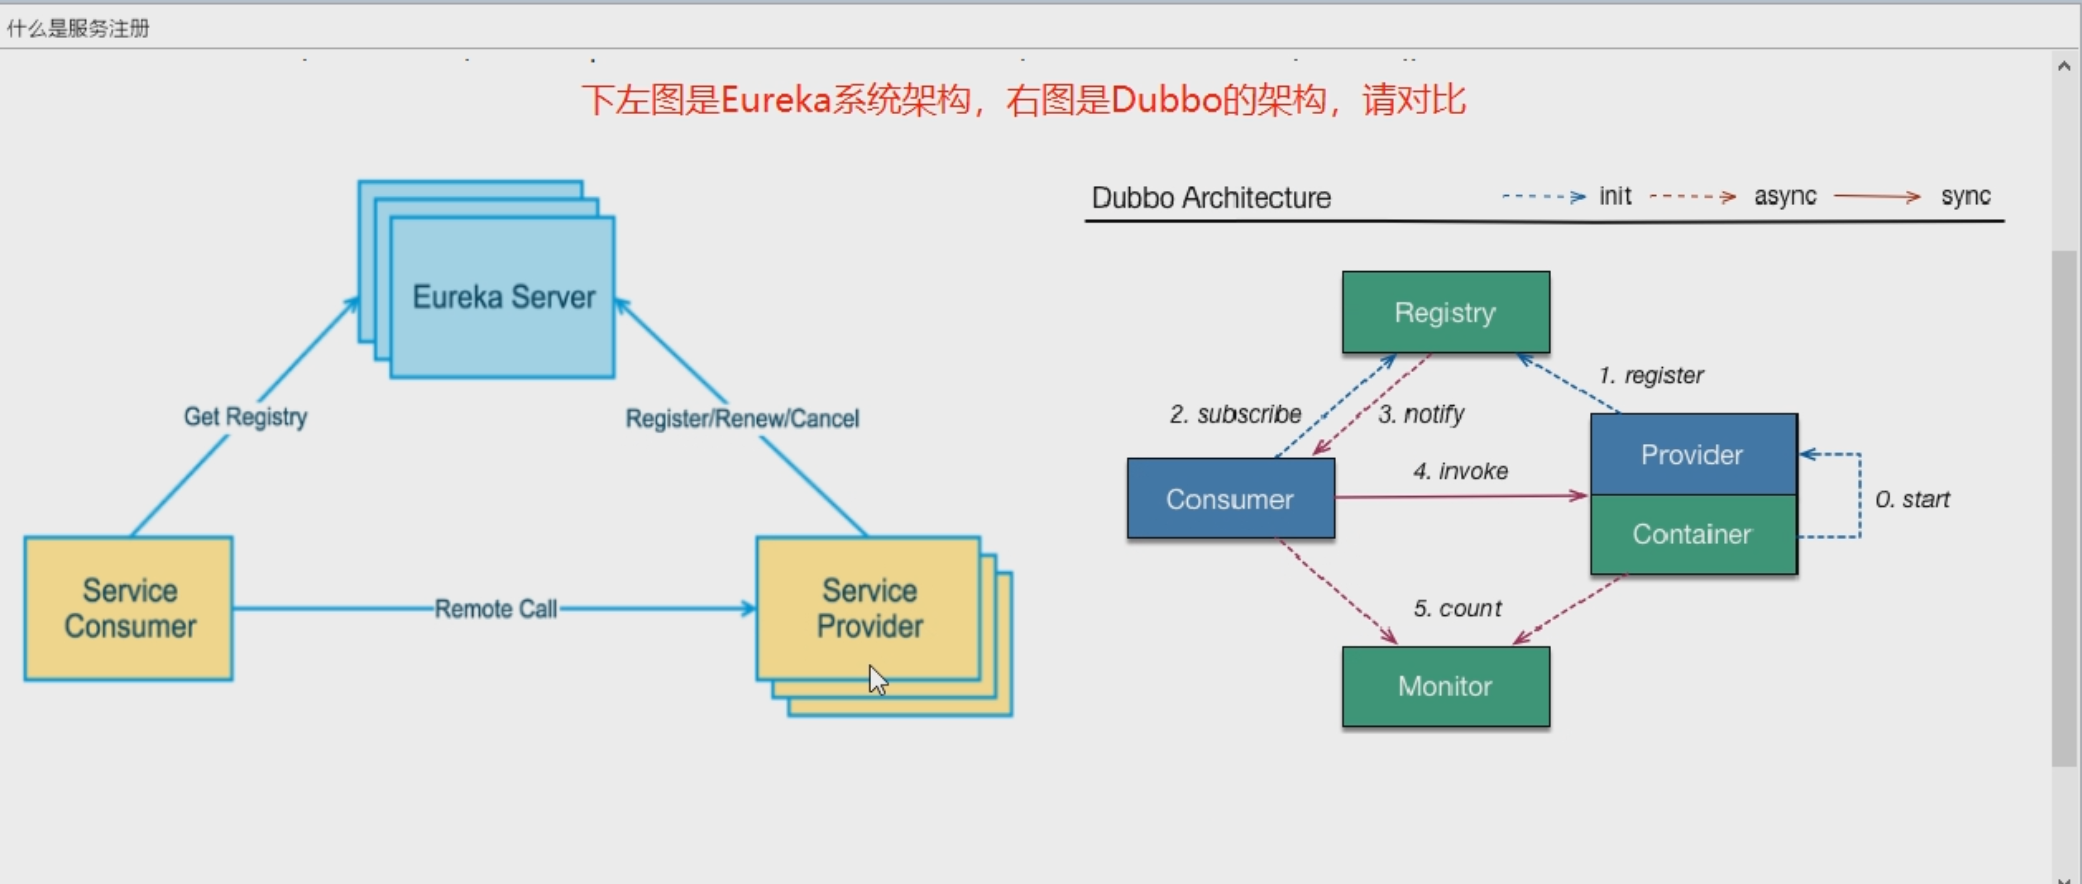 什么是服务注册
下左图是Eureka系统架构，右图是Dubbo的架构，请对比
Eureka Server
Get Registry
Register/Renew/Cancel
Service
Consumer
Remote Call
Service
Provider
Dubbo Architecture
init
async
sync
Registry
1. register
2. subscribe
3. notify
Provider
4. invoke
Consumer
0. start
Container
5. count
Monitor